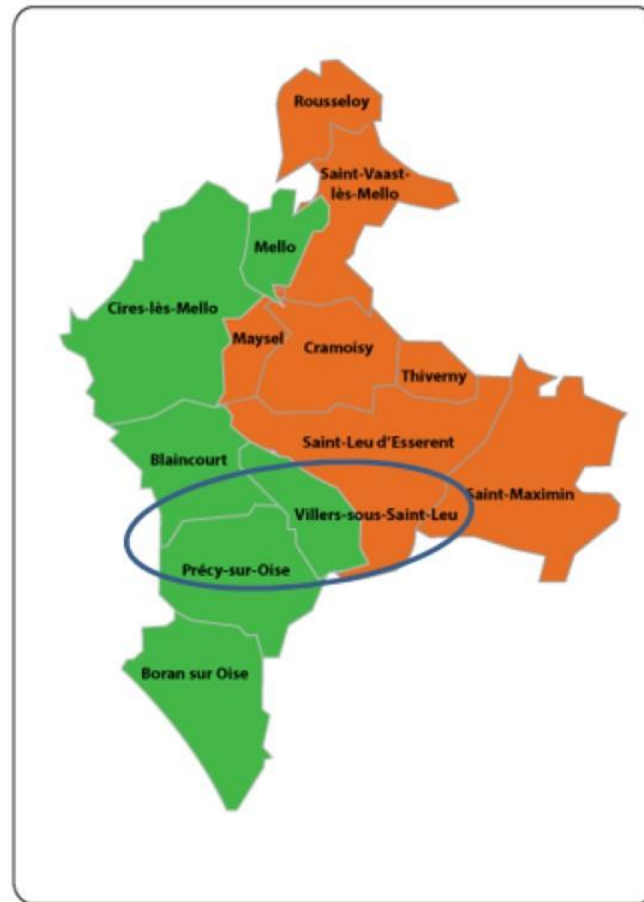 Rousseloy
Saint-Vaast-
lès-Mello
Mello
Cires-lès-Mello
Maysel
Cramoisy
Thiverny
Saint-Leu d'Esserent
Blaincourt
Saint-Maximin
Villers-sous-Saint-Leu
Précy-sur-Oise
Boran sur Oise